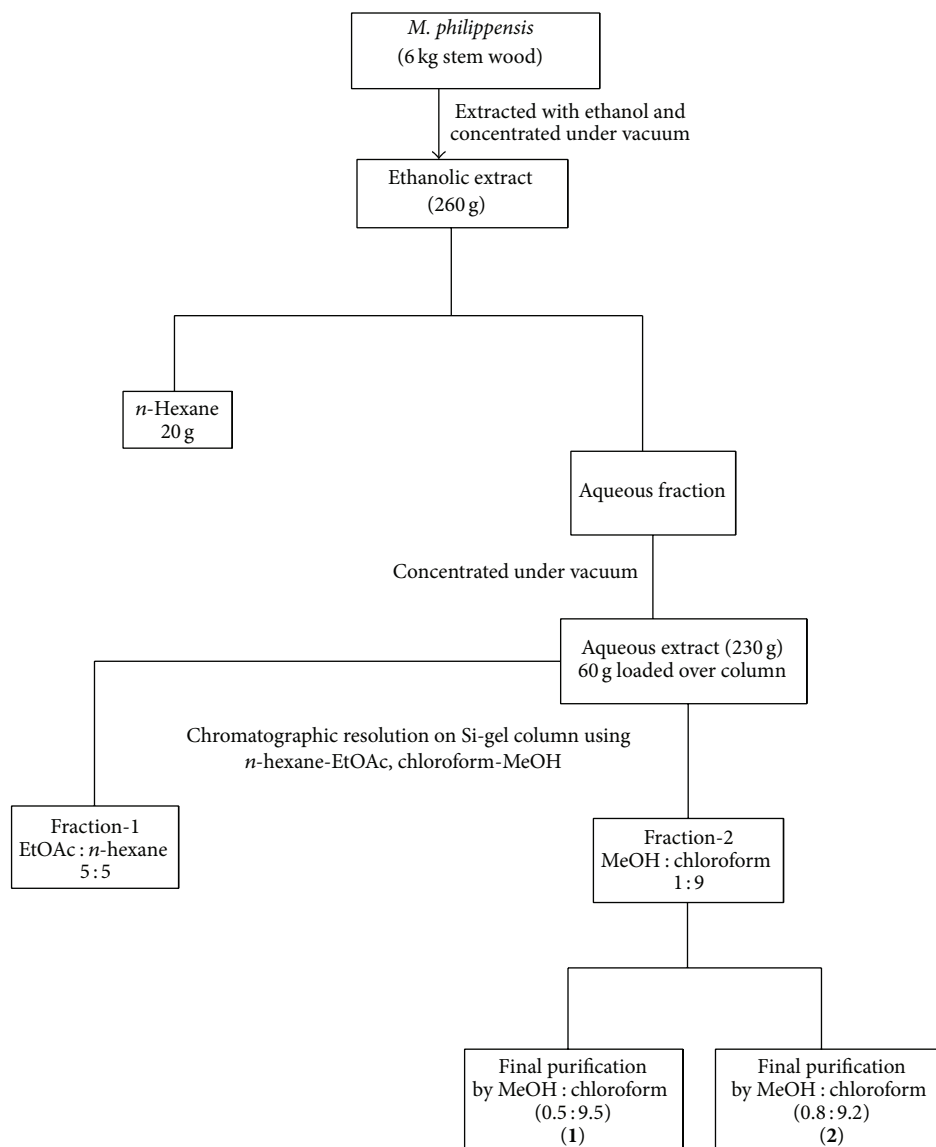 M. philippensis
(6 kg stem wood)
Extracted with ethanol and
concentrated under vacuum
Ethanolic extract
(260 g)
n-Hexane
20 g
Aqueous fraction
Concentrated under vacuum
Aqueous extract (230 g)
60 g loaded over column
Chromatographic resolution on Si-gel column using
n-hexane-EtOAc, chloroform-MeOH
Fraction-1
EtOAc : n-hexane
5 : 5
Fraction-2
MeOH : chloroform
1 : 9
Final purification
by MeOH : chloroform
(0.5 : 9.5)
(1)
Final purification
by MeOH : chloroform
(0.8 : 9.2)
(2)